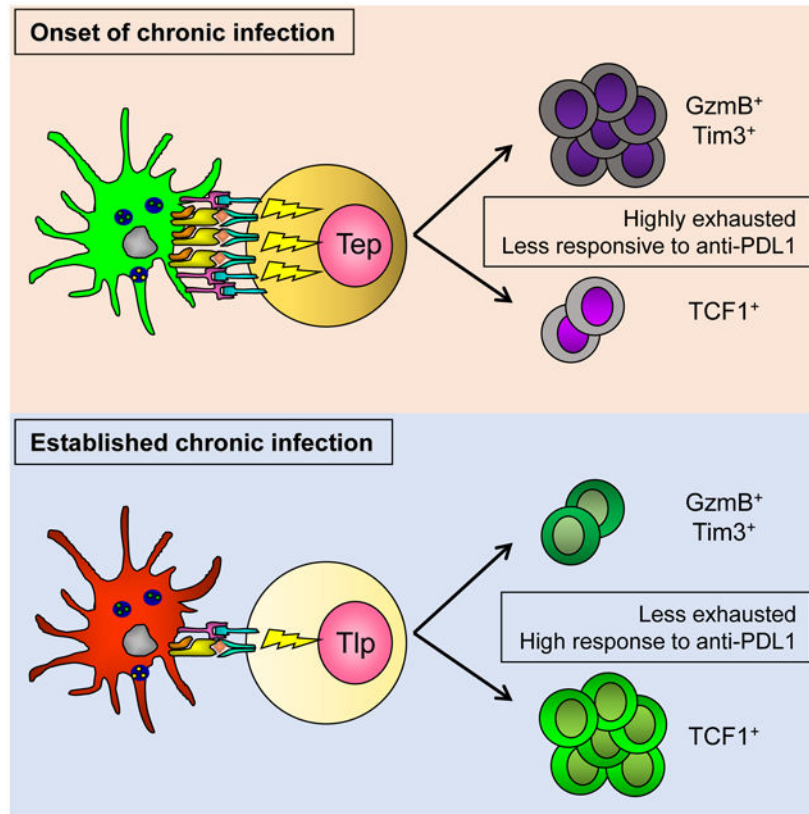 Onset of chronic infection
Tep
GzmB⁺
Tim3⁺
Highly exhausted
Less responsive to anti-PDL1
TCF1⁺
Established chronic infection
Tlp
GzmB⁺
Tim3⁺
Less exhausted
High response to anti-PDL1
TCF1⁺